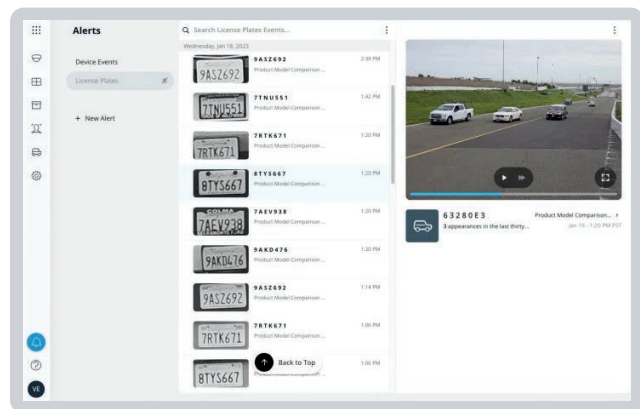 Alerts
Device Events
License Plates
+ New Alert
VE
Search License Plates Events...
Wednesday, Jan 18, 2023
9ASZ692
9ASZ692
2:36 PM
Product Model Comparison ...
7TNU551
7TNU551
1:42 PM
Product Model Comparison ...
7RTK671
7RTK671
1:20 PM
Product Model Comparison ...
8TYS667
8TYS667
1:20 PM
Product Model Comparison ...
COLMA
7AEV938
7AEV938
1:20 PM
Product Model Comparison ...
9AKD476
9AKD476
1:20 PM
Product Model Comparison ...
9ASZ692
9ASZ692
1:14 PM
Product Model Comparison ...
7RTK671
7RTK671
1:06 PM
Product Model Comparison ...
8TYS667
8TYS667
1:06 PM
Back to Top
63280E3
Product Model Comparison...
3 appearances in the last thirty...
Jan 18 - 1:20 PM PST